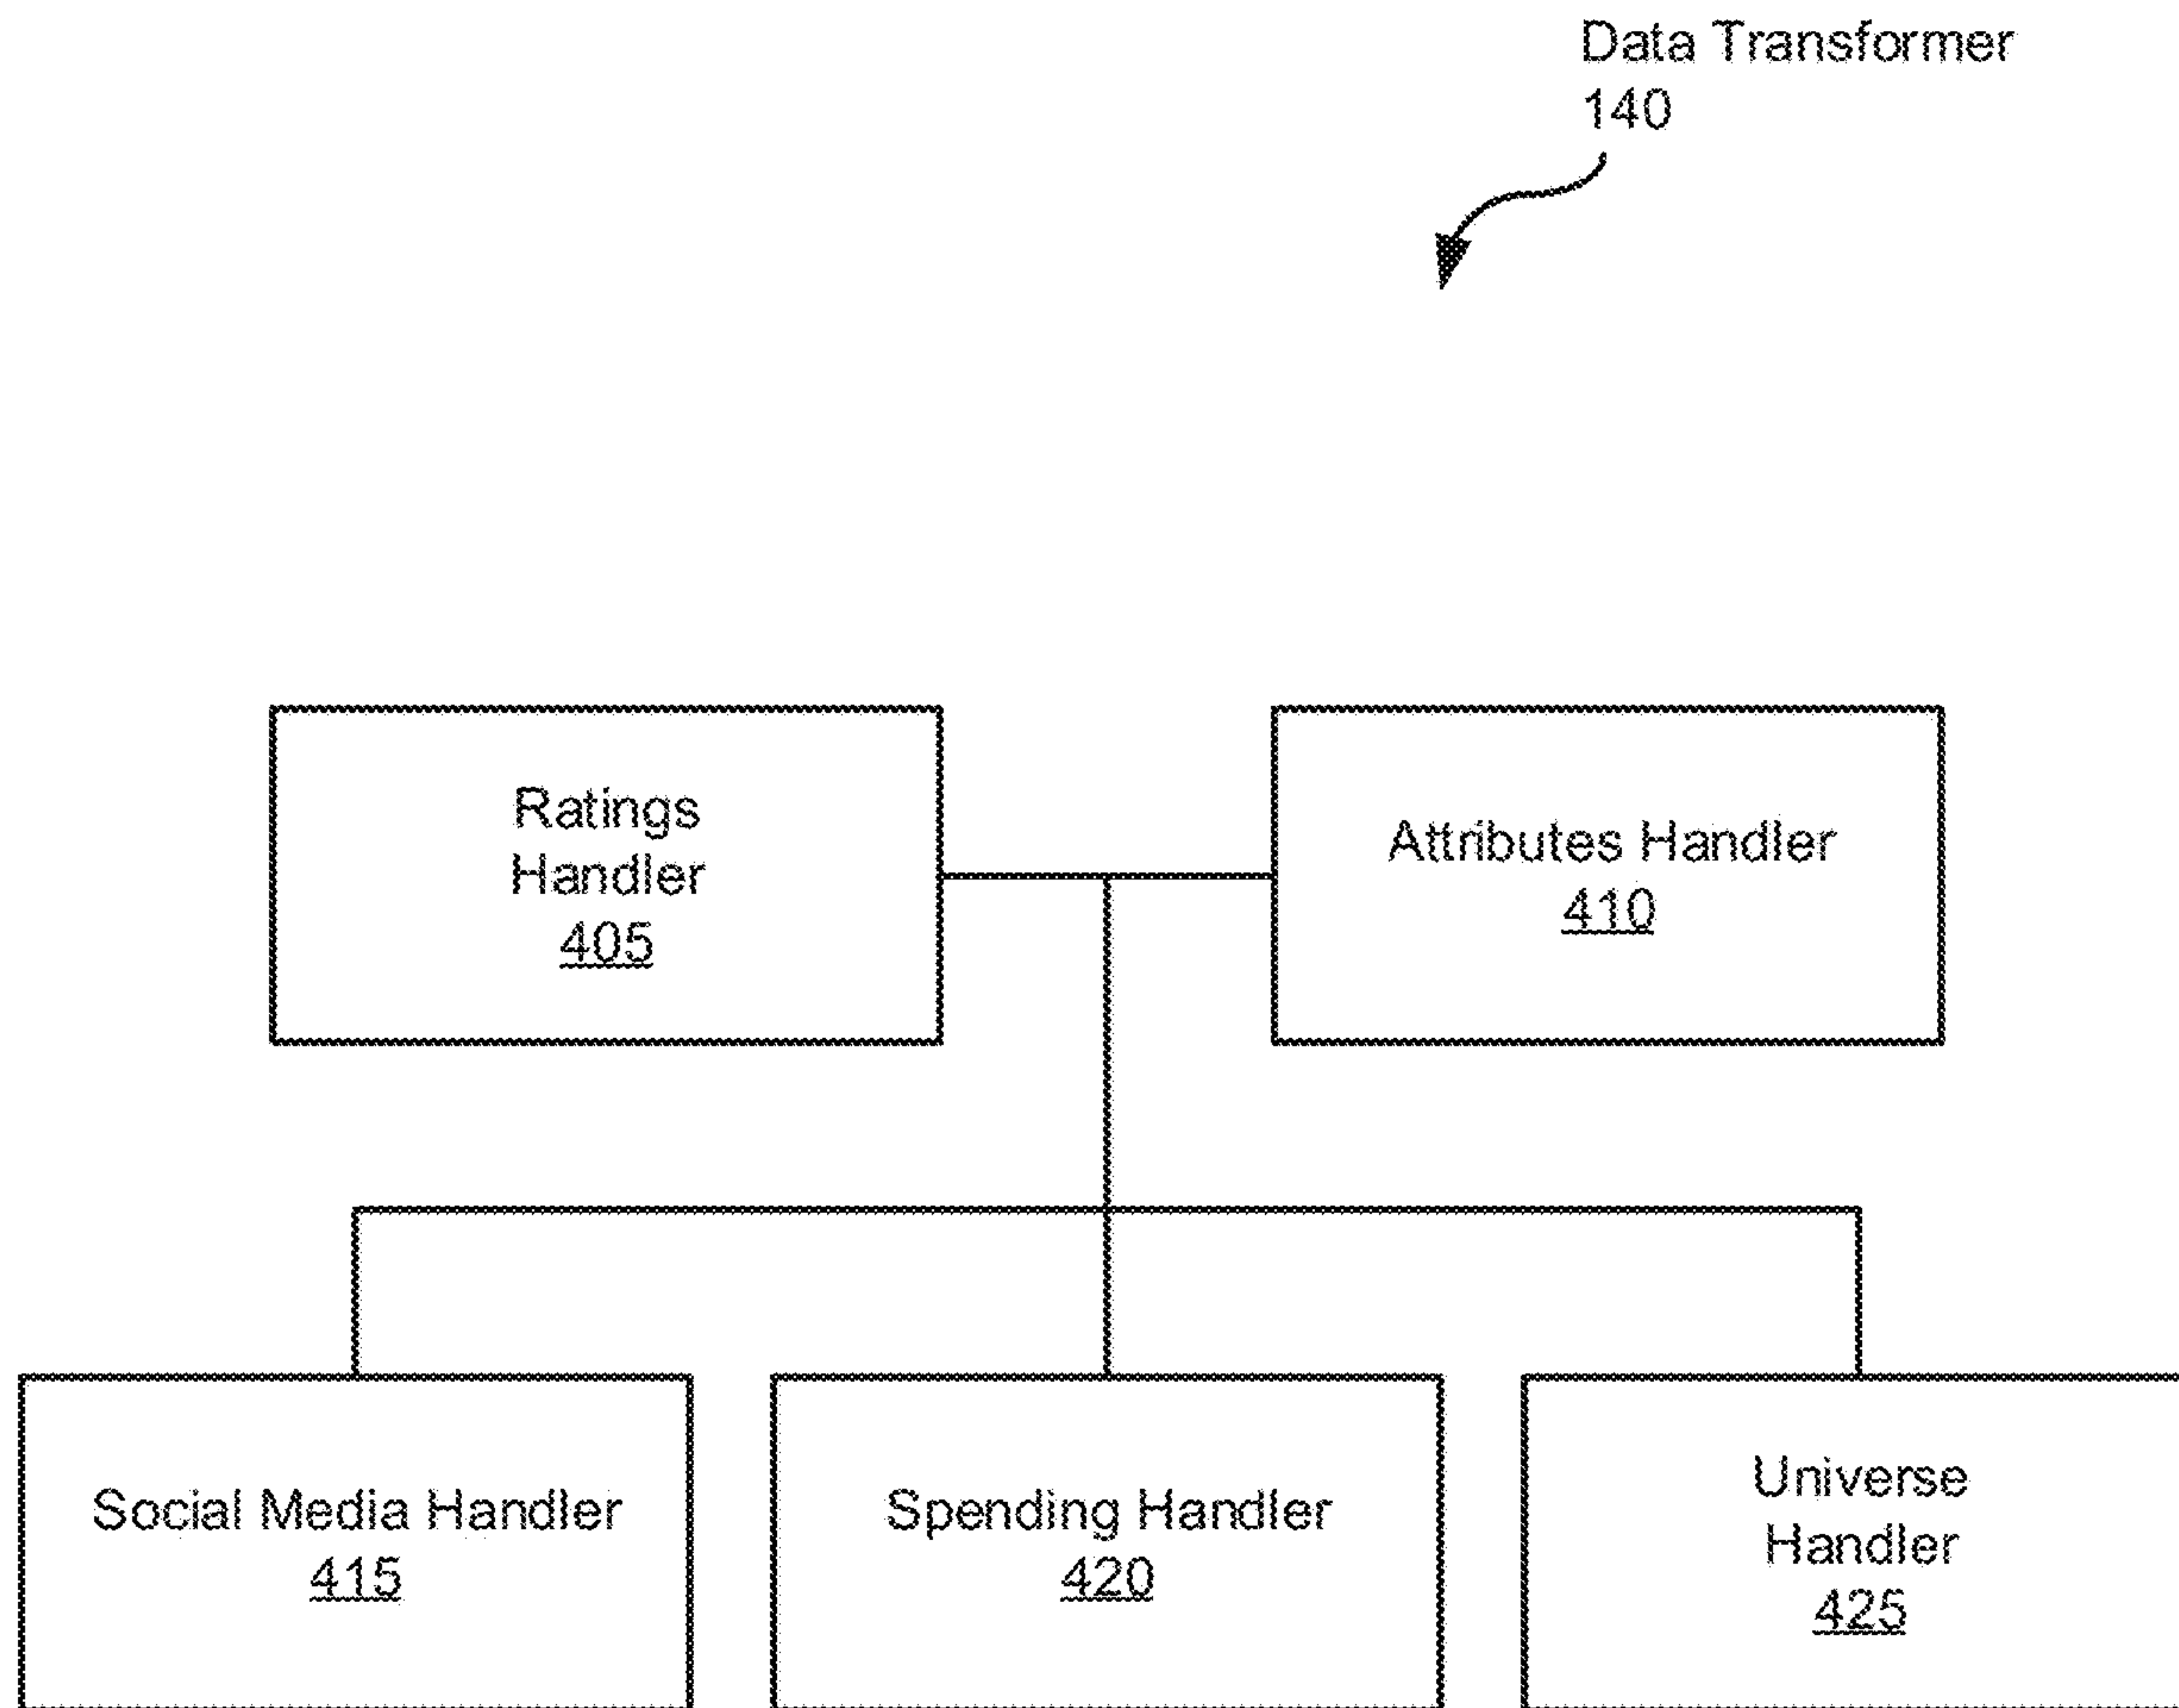 Data Transformer
140
Ratings
Handler
405
Attributes Handler
410
Social Media Handler
415
Spending Handler
420
Universe
Handler
425